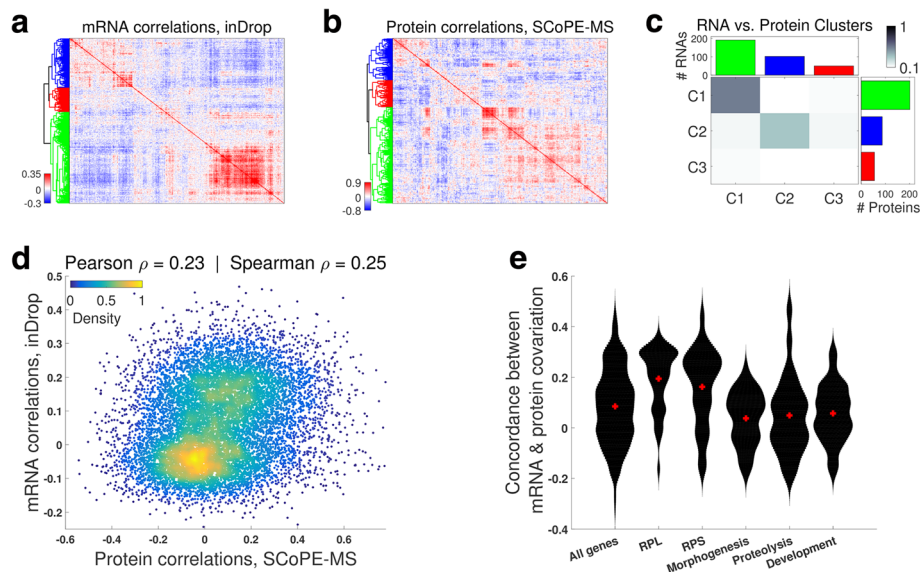 a
mRNA correlations, inDrop
0.35
0
-0.3
b
Protein correlations, SCoPE-MS
0.9
0
-0.8
c
RNA vs. Protein Clusters
# RNAs
200
100
0
1
0.1
C1
C2
C3
C1 C2 C3
0 100 200
# Proteins
d
Pearson ρ = 0.23 | Spearman ρ = 0.25
mRNA correlations, inDrop
0.5
0.4
0.3
0.2
0.1
0
-0.1
-0.2
0 0.5 1
Density
-0.6 -0.4 -0.2 0 0.2 0.4 0.6
Protein correlations, SCoPE-MS
e
Concordance between
mRNA & protein covariation
0.6
0.4
0.2
0
-0.2
-0.4
All genes RPL RPS Morphogenesis Proteolysis Development